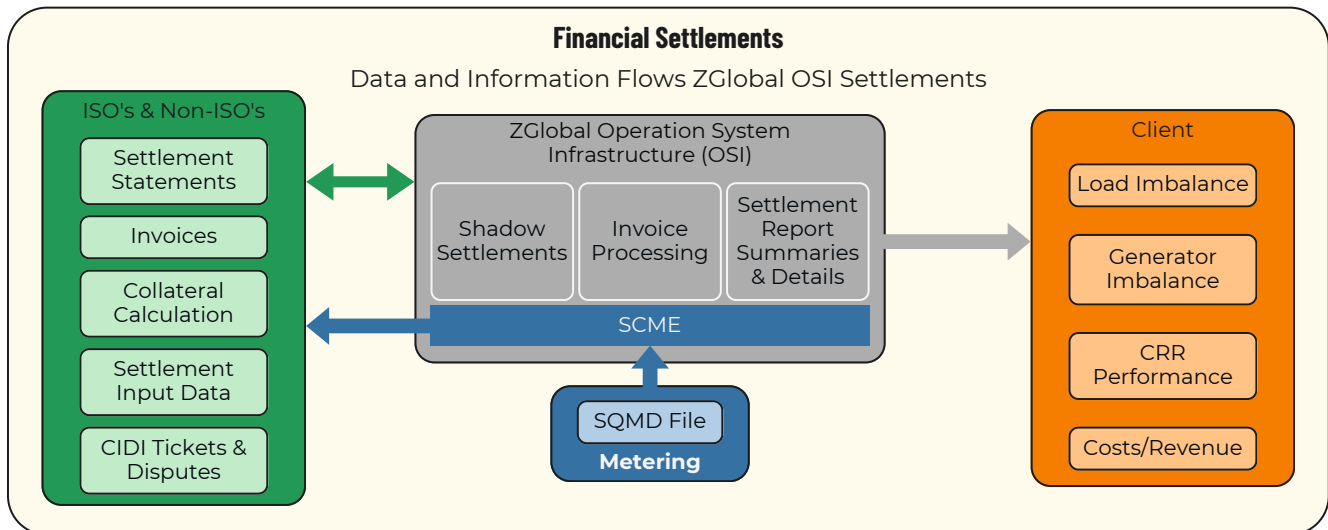 Financial Settlements
Data and Information Flows ZGlobal OSI Settlements
ISO's & Non-ISO's
Settlement
Statements
Invoices
Collateral
Calculation
Settlement
Input Data
CIDI Tickets &
Disputes
ZGlobal Operation System
Infrastructure (OSI)
Shadow
Settlements
Invoice
Processing
Settlement
Report
Summaries
& Details
SCME
SQMD File
Metering
Client
Load Imbalance
Generator
Imbalance
CRR
Performance
Costs/Revenue